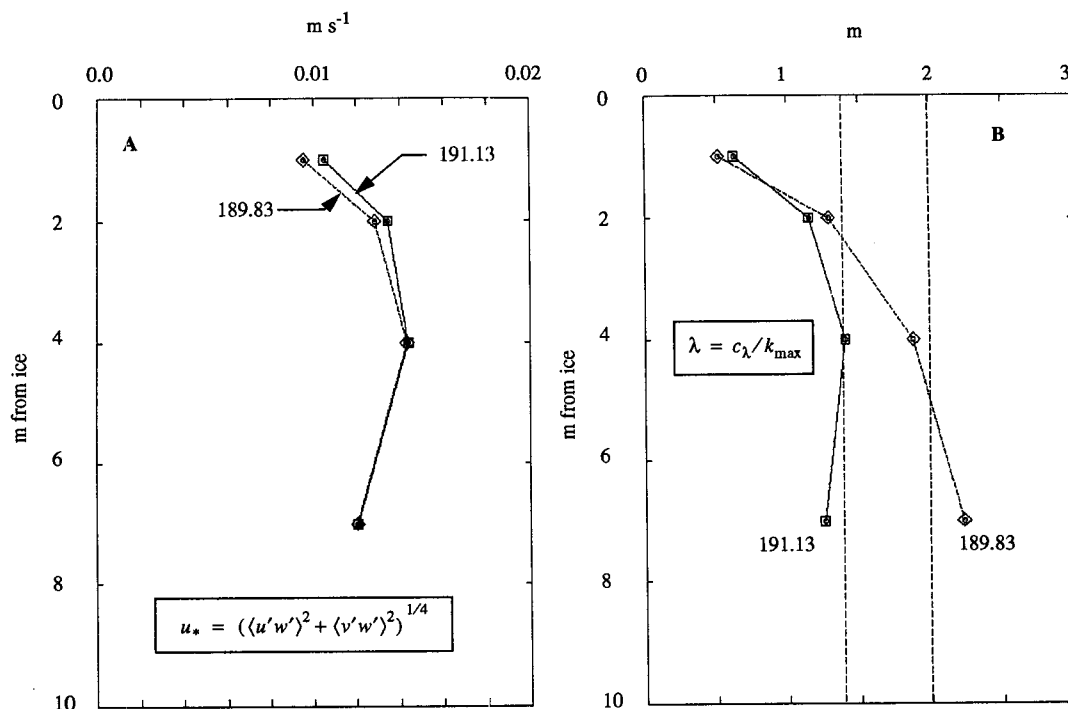 m s⁻¹
0.0 0.01 0.02
0
2
4
6
8
10
m from ice
A
191.13
189.83
u* = (⟨u'w'⟩² + ⟨v'w'⟩²)^1/4
m
0 1 2 3
0
2
4
6
8
10
m from ice
B
λ = cλ/kmax
191.13
189.83